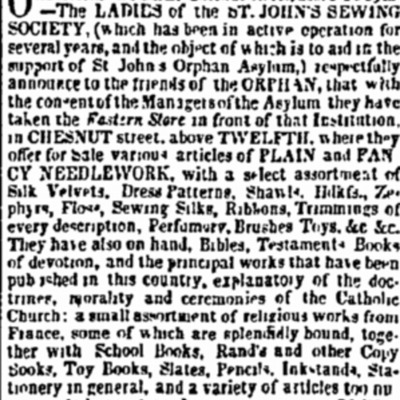 O
—The LADIES of the ST. JOHN'S SEWING
SOCIETY, (which has been in active operation for
several years, and the object of which is to aid in the
support of St John s Orphan Asylum,) respectfully
announce to the friends of the ORPHAN, that with
the consent of the Managers of the Asylum they have
taken the Eastern Store in front of that Institution,
in CHESNUT street, above TWELFTH, where they
offer for Sale various articles of PLAIN and FAN
CY NEEDLEWORK, with a select assortment of
Silk Velvets, Dress Patterns, Shawls, Hdkfs., Ze-
phyrs, Floss, Sewing Silks, Ribbons, Trimmings of
every description, Perfumery, Brushes Toys, &c &c.
They have also on hand, Bibles, Testaments Books
of devotion, and the principal works that have been
pub ished in this country, explanatory of the doc-
trines, morality and ceremonies of the Catholic
Church: a small assortment of religious works from
France, some of which are splendidly bound, toge-
ther with School Books, Rand's and other Copy
Books, Toy Books, Slates, Pencils, Inkstands, Sta-
tionery in general, and a variety of articles too nu